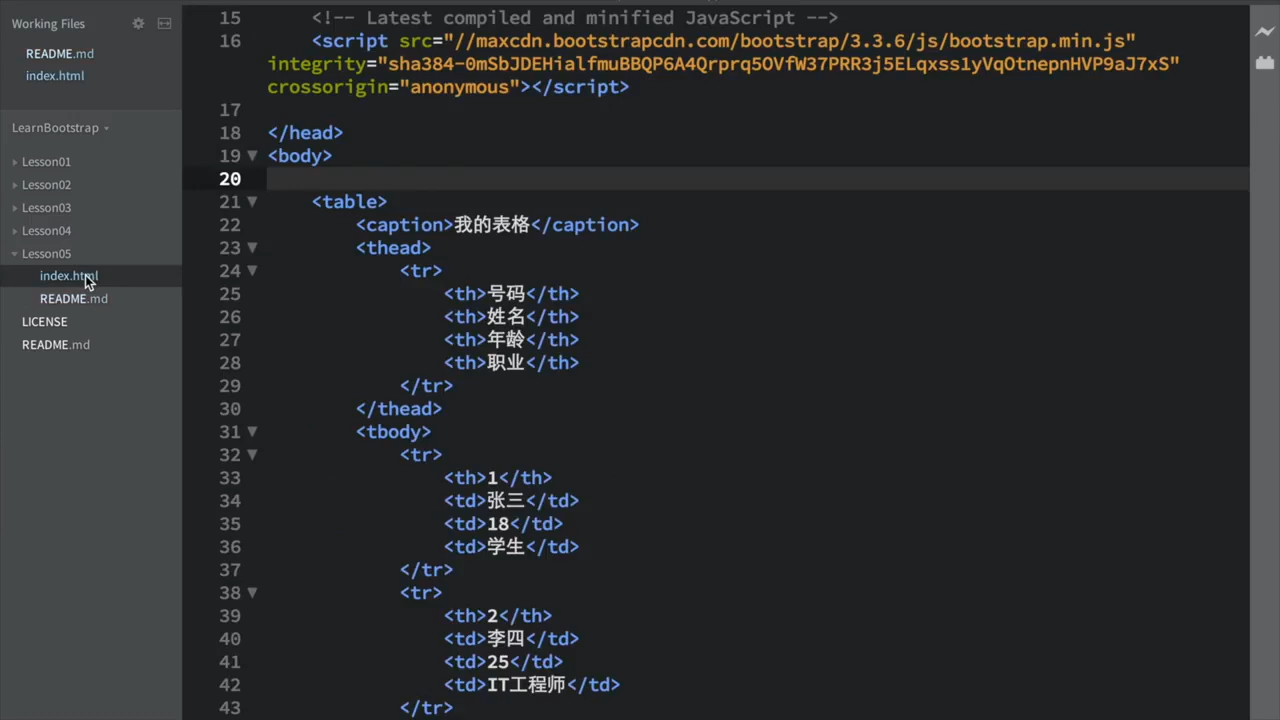 Working Files
README.md
index.html
LearnBootstrap
Lesson01
Lesson02
Lesson03
Lesson04
Lesson05
index.html
README.md
LICENSE
README.md
15 <!-- Latest compiled and minified JavaScript -->
16 <script src="//maxcdn.bootstrapcdn.com/bootstrap/3.3.6/js/bootstrap.min.js"
integrity="sha384-0mSbJDEHialfmuBBQP6A4Qrprq5OVfW37PRR3j5ELqxss1yVqOtnepnHVP9aJ7xS"
crossorigin="anonymous"></script>
17
18 </head>
19 <body>
20
21 <table>
22 <caption>我的表格</caption>
23 <thead>
24 <tr>
25 <th>号码</th>
26 <th>姓名</th>
27 <th>年龄</th>
28 <th>职业</th>
29 </tr>
30 </thead>
31 <tbody>
32 <tr>
33 <th>1</th>
34 <td>张三</td>
35 <td>18</td>
36 <td>学生</td>
37 </tr>
38 <tr>
39 <th>2</th>
40 <td>李四</td>
41 <td>25</td>
42 <td>IT工程师</td>
43 </tr>